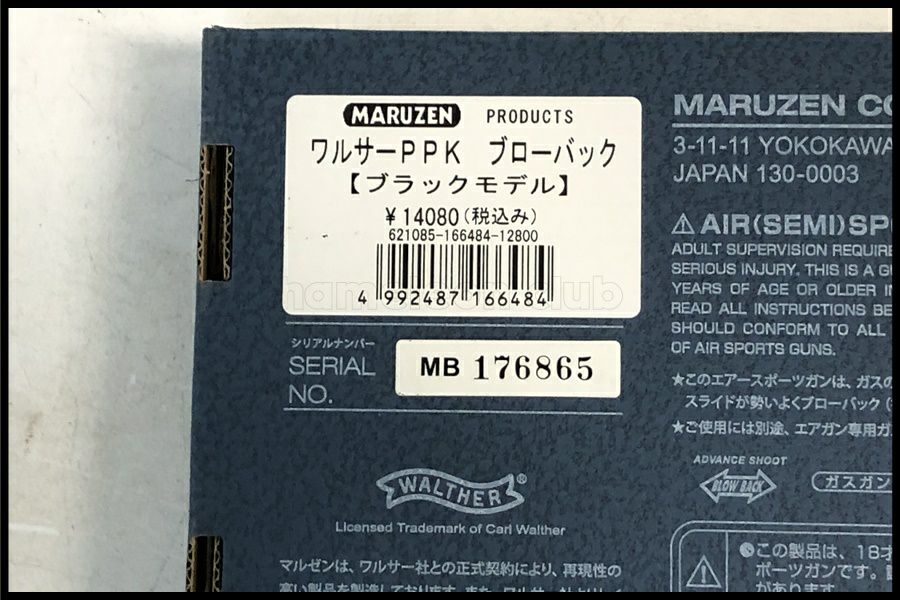 MARUZEN PRODUCTS
ワルサーPPK ブローバック
【ブラックモデル】
¥14080(税込み)
621085-166484-12800
4 992487 166484
シリアルナンバー
SERIAL
NO.
MB 176865
WALTHER®
Licensed Trademark of Carl Walther
マルゼンは、ワルサー社との正式契約により、再現性の
MARUZEN CO
3-11-11 YOKOKAWA
JAPAN 130-0003
⚠AIR(SEMI)SPO
ADULT SUPERVISION REQUIRE
SERIOUS INJURY. THIS IS A
YEARS OF AGE OR OLDER
READ ALL INSTRUCTIONS BE
SHOULD CONFORM TO ALL
OF AIR SPORTS GUNS.
★このエアースポーツガンは、ガスの
スライドが勢いよくブローバック
★ご使用には別途、エアガン専用ガ
ADVANCE SHOOT
BLOW BACK
ガスガン
●この製品は、18才
ポーツガンです。
があります